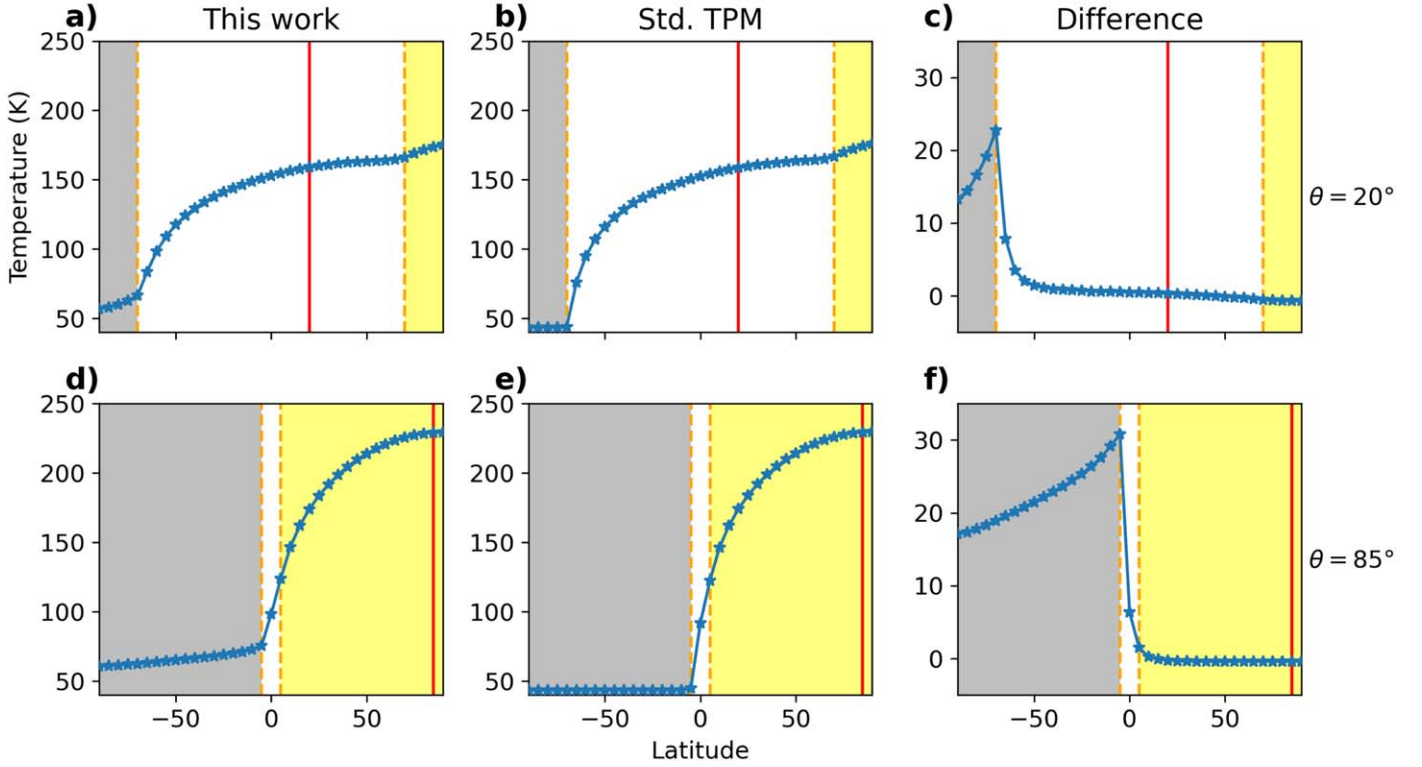 a) This work b) Std. TPM c) Difference
250 250
200 200 30
150 150 20
100 100 10
50 50 0
Temperature (K)
θ = 20°
d) e) f)
250 250
200 200 30
150 150 20
100 100 10
50 50 0
θ = 85°
−50 0 50 −50 0 50 −50 0 50
Latitude